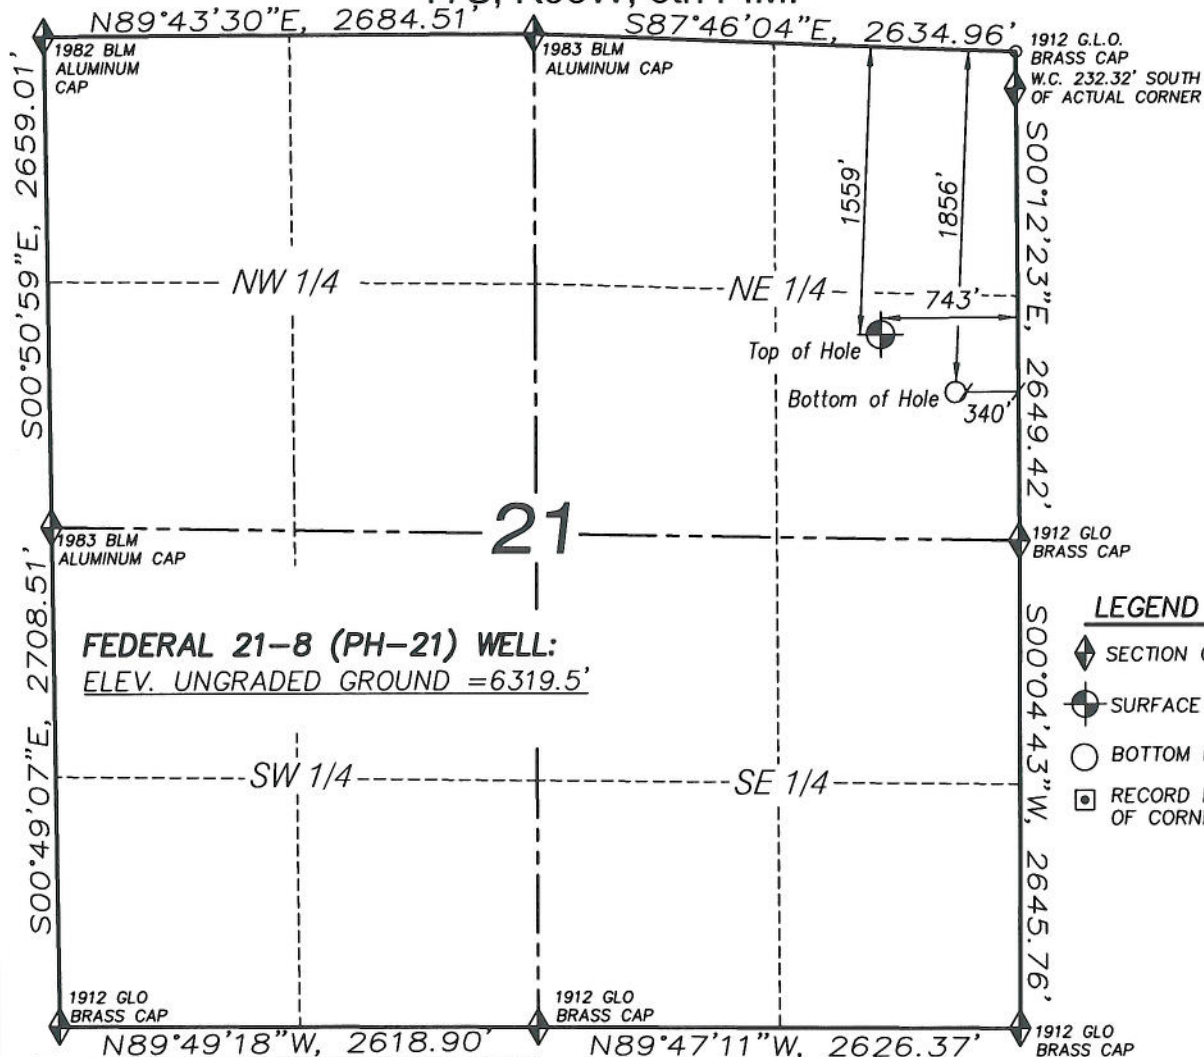 N89°43'30"E, 2684.51'
S87°46'04"E, 2634.96'
1982 BLM
ALUMINUM
CAP
1983 BLM
ALUMINUM CAP
1912 G.L.O.
BRASS CAP
W.C. 232.32' SOUTH
OF ACTUAL CORNER
S00°50'59"E, 2659.01'
S00°12'23"E, 2649.42'
1559'
1856'
NW 1/4
NE 1/4
743'
Top of Hole
Bottom of Hole
340'
21
1983 BLM
ALUMINUM CAP
1912 GLO
BRASS CAP
S00°49'07"E, 2708.51'
S00°04'43"W, 2645.76'
FEDERAL 21-8 (PH-21) WELL:
ELEV. UNGRADED GROUND =6319.5'
LEGEND
SECTION
SURFACE
BOTTOM
RECORD
OF
SW 1/4
SE 1/4
1912 GLO
BRASS CAP
1912 GLO
BRASS CAP
1912 GLO
BRASS CAP
N89°49'18"W, 2618.90'
N89°47'11"W, 2626.37'